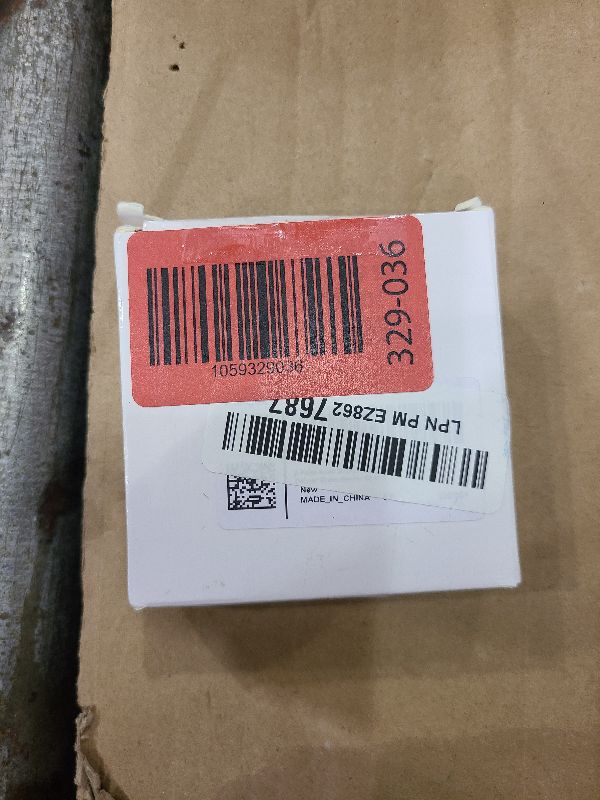 1059329036
329-036
LPN PM EZ862 7687
New
MADE_IN_CHINA